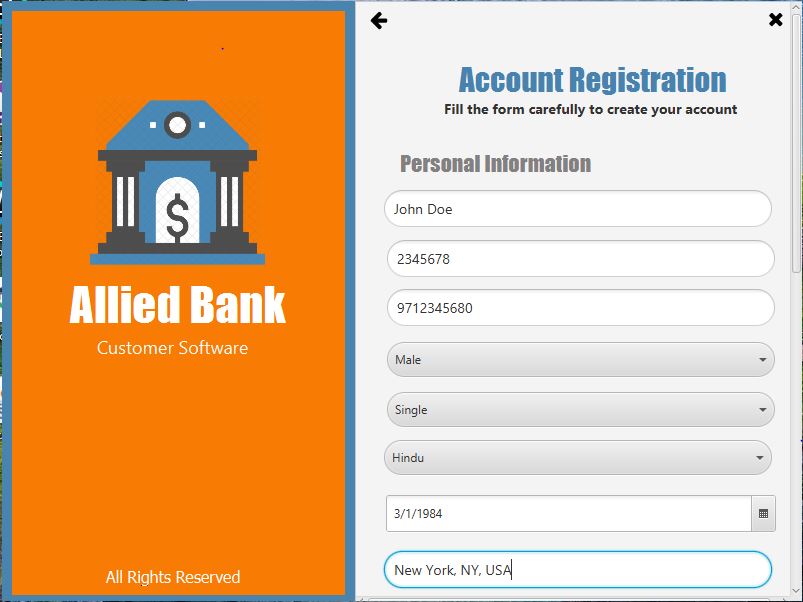 $
Allied Bank
Customer Software
All Rights Reserved
Account Registration
Fill the form carefully to create your account
Personal Information
John Doe
2345678
9712345680
Male
Single
Hindu
3/1/1984
New York, NY, USA